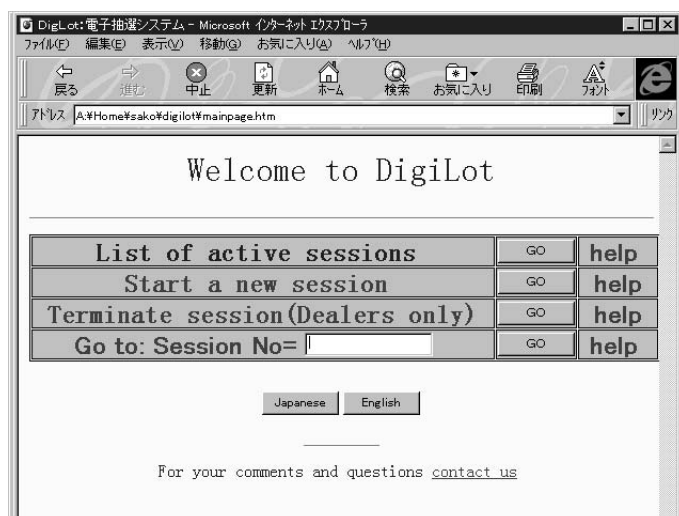 DigLot:電子抽選システム - Microsoft インターネット エクスプローラ
ファイル(F) 編集(E) 表示(V) 移動(G) お気に入り(A) ヘルプ(H)
戻る 進む 中止 更新 ホーム 検索 お気に入り 印刷 フォント
アドレス A:¥Home¥sako¥digilot¥mainpage.htm リンク
Welcome to DigiLot
List of active sessions GO help
Start a new session GO help
Terminate session(Dealers only) GO help
Go to: Session No= GO help
Japanese English
For your comments and questions contact us